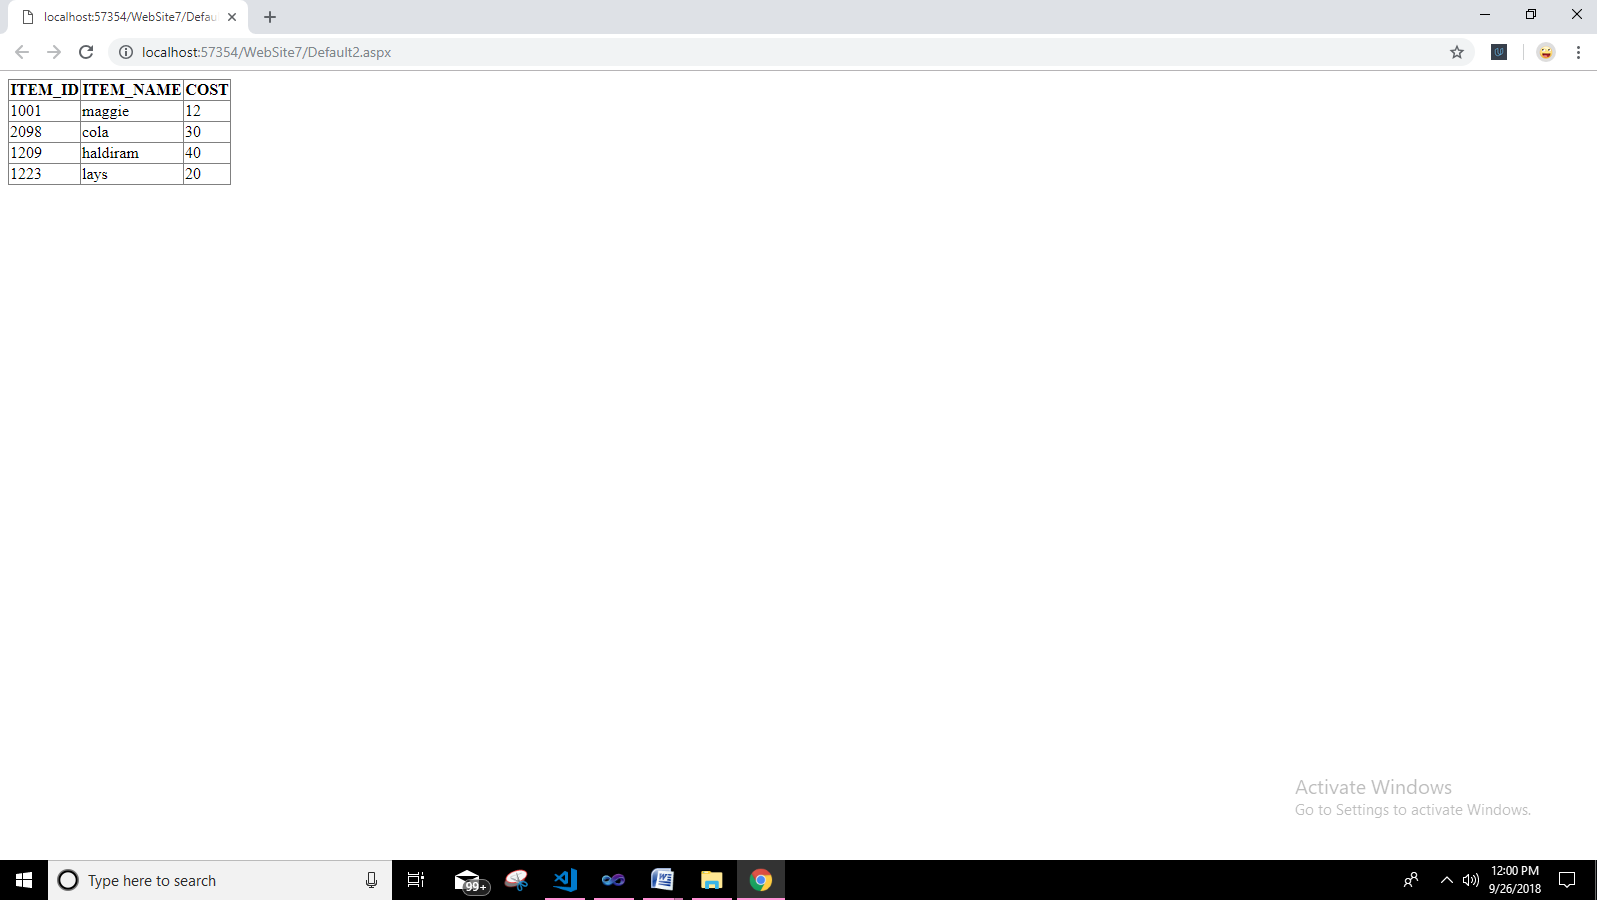 localhost:57354/WebSite7/Defau
localhost:57354/WebSite7/Default2.aspx
ITEM_ID ITEM_NAME COST
1001 maggie 12
2098 cola 30
1209 haldiram 40
1223 lays 20
Activate Windows
Go to Settings to activate Windows.
Type here to search
99+
12:00 PM
9/26/2018